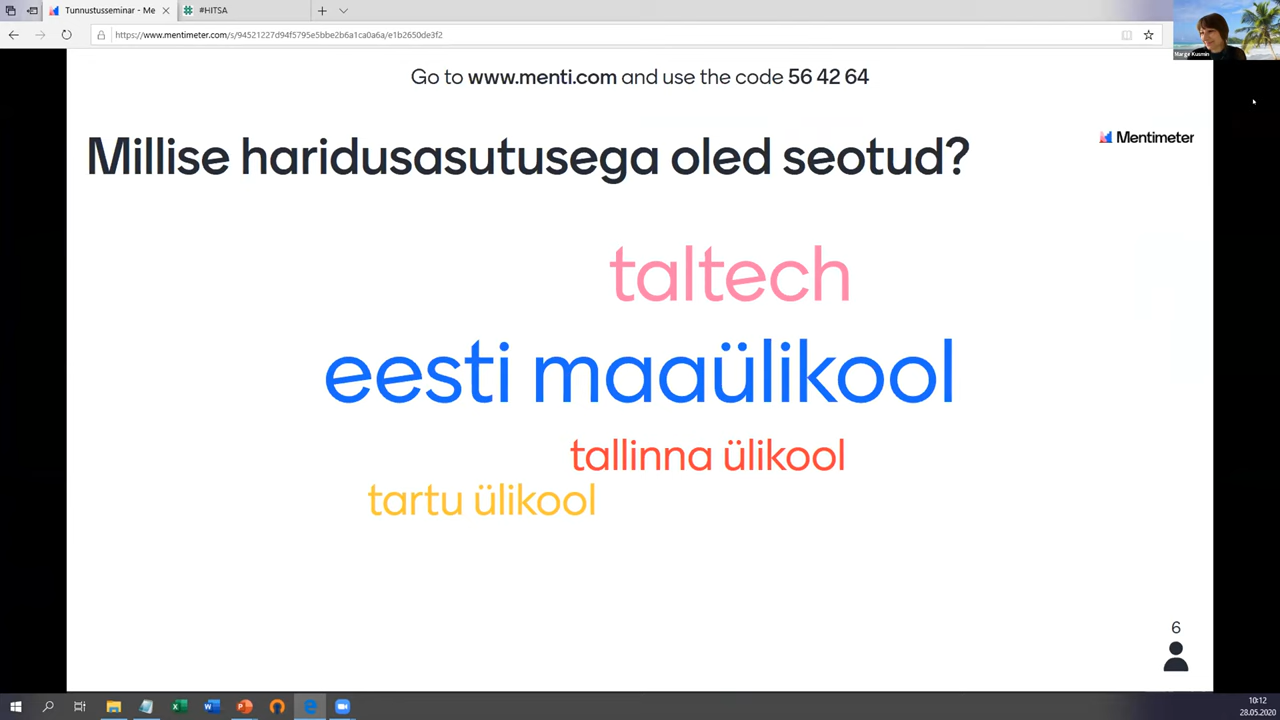 Tunnustusseminar - Me
#HITSA
https://www.mentimeter.com/s/94521227d94f5795e5bbe2b6a1ca0a6a/e1b2650de3f2
Marge Kusmin
Go to www.menti.com and use the code 56 42 64
Mentimeter
Millise haridusasutusega oled seotud?
taltech
eesti maaülikool
tallinna ülikool
tartu ülikool
6
10:12
28.05.2020